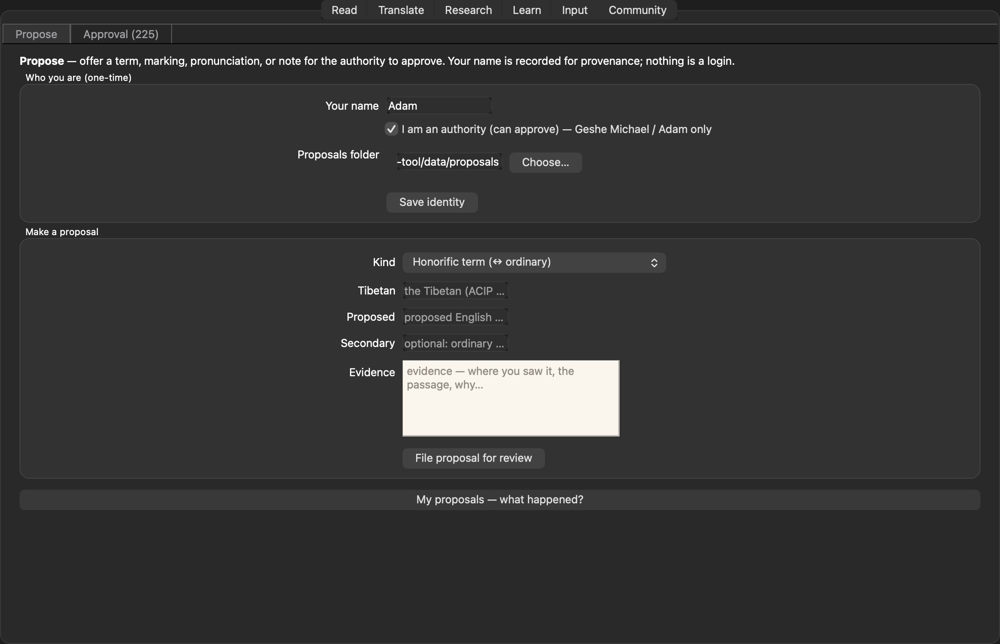 Read Translate Research Learn Input Community
Propose Approval (225)
Propose — offer a term, marking, pronunciation, or note for the authority to approve. Your name is recorded for provenance; nothing is a login.
Who you are (one-time)
Your name Adam
I am an authority (can approve) — Geshe Michael / Adam only
Proposals folder -tool/data/proposals Choose...
Save identity
Make a proposal
Kind Honorific term (↔ ordinary)
Tibetan the Tibetan (ACIP ...
Proposed proposed English ...
Secondary optional: ordinary ...
Evidence evidence — where you saw it, the
passage, why...
File proposal for review
My proposals — what happened?